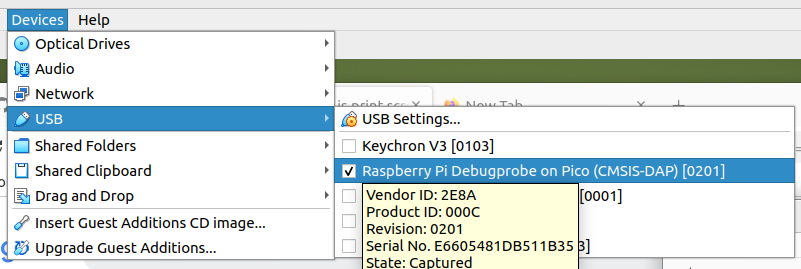 Devices Help
Optical Drives
Audio
Network
USB
Shared Folders
Shared Clipboard
Drag and Drop
Insert Guest Additions CD image...
Upgrade Guest Additions...
is print scr
New Tab
USB Settings...
Keychron V3 [0103]
Raspberry Pi Debugprobe on Pico (CMSIS-DAP) [0201]
[0001]
3]
Vendor ID: 2E8A
Product ID: 000C
Revision: 0201
Serial No. E6605481DB511B35
State: Captured